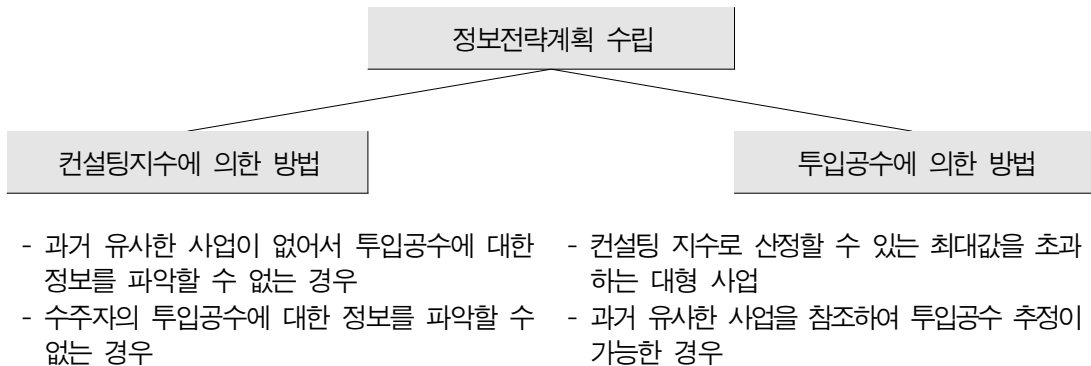 정보전략계획 수립
컨설팅지수에 의한 방법
투입공수에 의한 방법
- 과거 유사한 사업이 없어서 투입공수에 대한
정보를 파악할 수 없는 경우
- 수주자의 투입공수에 대한 정보를 파악할 수
없는 경우
- 컨설팅 지수로 산정할 수 있는 최대값을 초과
하는 대형 사업
- 과거 유사한 사업을 참조하여 투입공수 추정이
가능한 경우